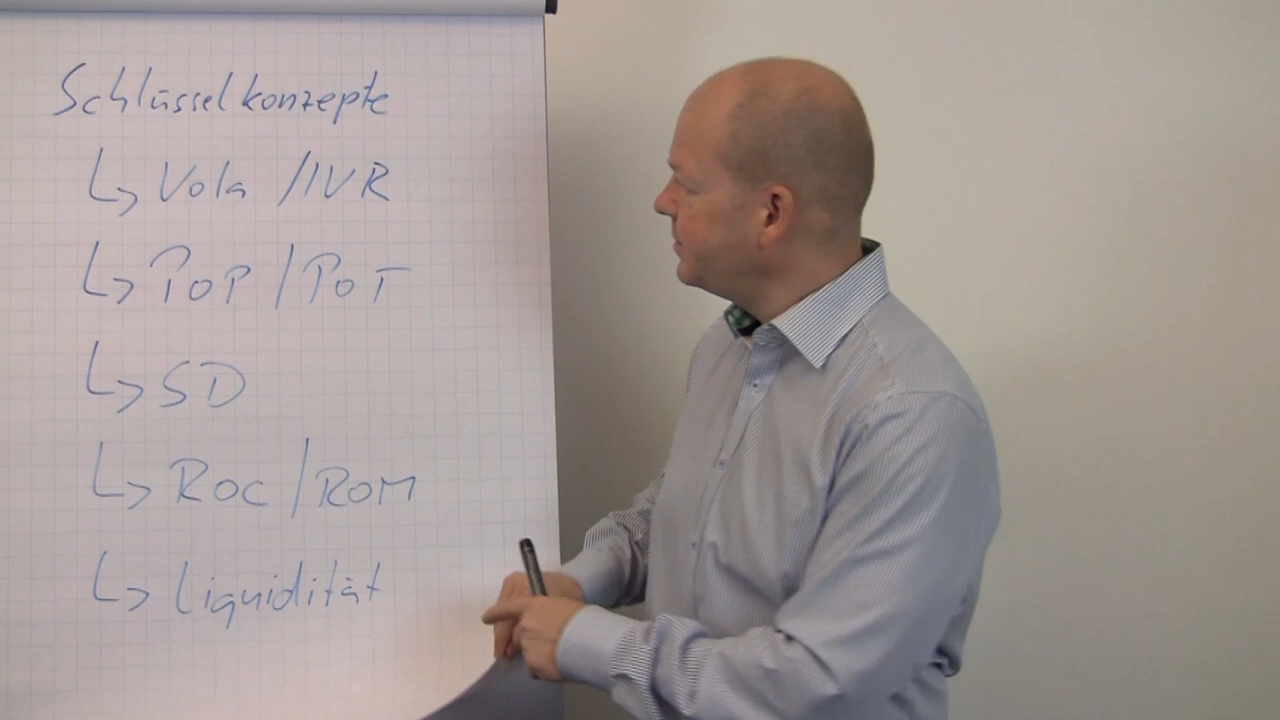 Schlüsselkonzepte
↳ Vola / IVR
↳ POP / POT
↳ SD
↳ ROC / ROM
↳ Liquidität